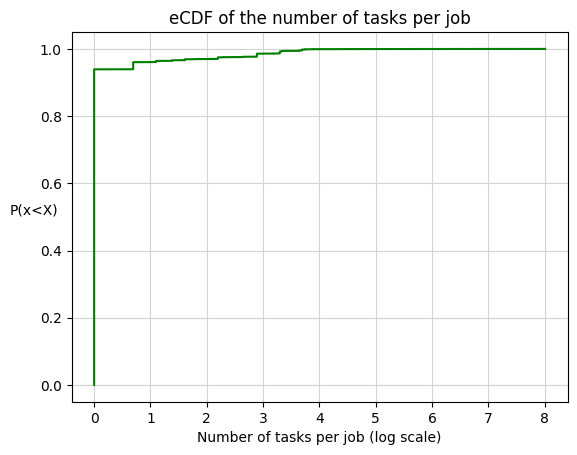 eCDF of the number of tasks per job
1.0
0.8
0.6
P(x<X)
0.4
0.2
0.0
0 1 2 3 4 5 6 7 8
Number of tasks per job (log scale)